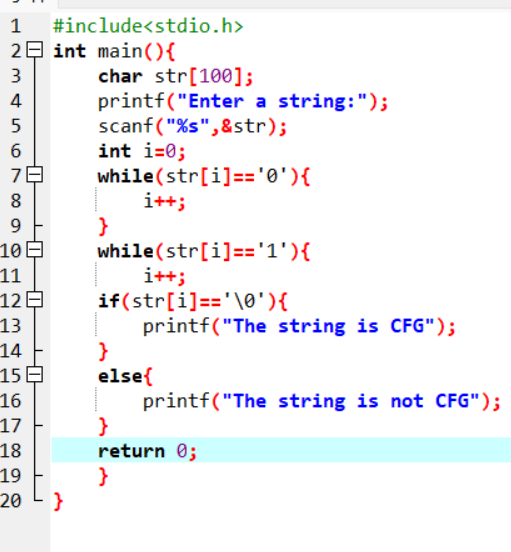 1 #include<stdio.h>
2 int main(){
3 char str[100];
4 printf("Enter a string:");
5 scanf("%s",&str);
6 int i=0;
7 while(str[i]=='0'){
8 i++;
9 }
10 while(str[i]=='1'){
11 i++;
12 if(str[i]=='\0'){
13 printf("The string is CFG");
14 }
15 else{
16 printf("The string is not CFG");
17 }
18 return 0;
19 }
20 }